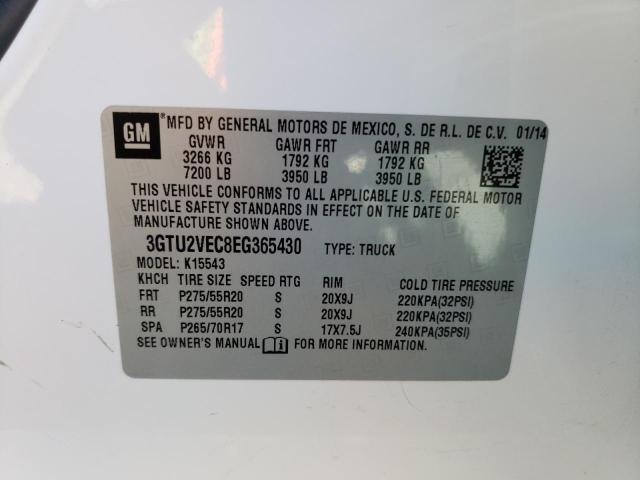 GM ® MFD BY GENERAL MOTORS DE MEXICO, S. DE R.L. DE C.V. 01/14
GVWR GAWR FRT GAWR RR
3266 KG 1792 KG 1792 KG
7200 LB 3950 LB 3950 LB
THIS VEHICLE CONFORMS TO ALL APPLICABLE U.S. FEDERAL MOTOR
VEHICLE SAFETY STANDARDS IN EFFECT ON THE DATE OF
MANUFACTURE SHOWN ABOVE.
3GTU2VEC8EG365430 TYPE: TRUCK
MODEL: K15543
KHCH TIRE SIZE SPEED RTG RIM COLD TIRE PRESSURE
FRT P275/55R20 S 20X9J 220KPA(32PSI)
RR P275/55R20 S 20X9J 220KPA(32PSI)
SPA P265/70R17 S 17X7.5J 240KPA(35PSI)
SEE OWNER'S MANUAL FOR MORE INFORMATION.